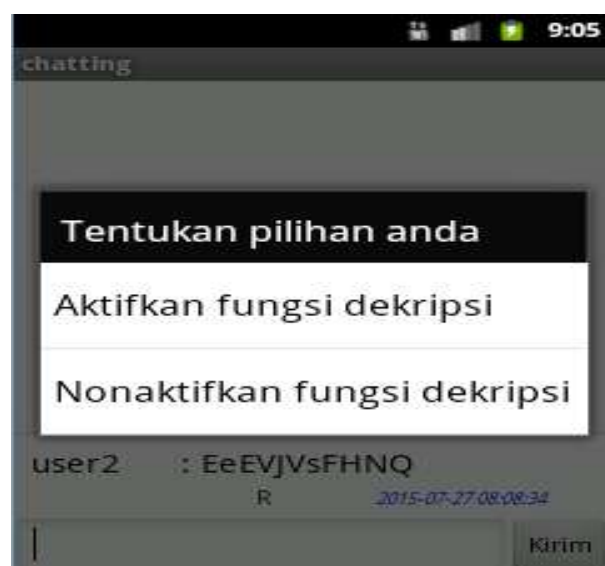 9:05
chatting
Tentukan pilihan anda
Aktifkan fungsi dekripsi
Nonaktifkan fungsi dekripsi
user2 : EeEVJVsFHNQ
R 2015-07-27 08:08:34
Kirim